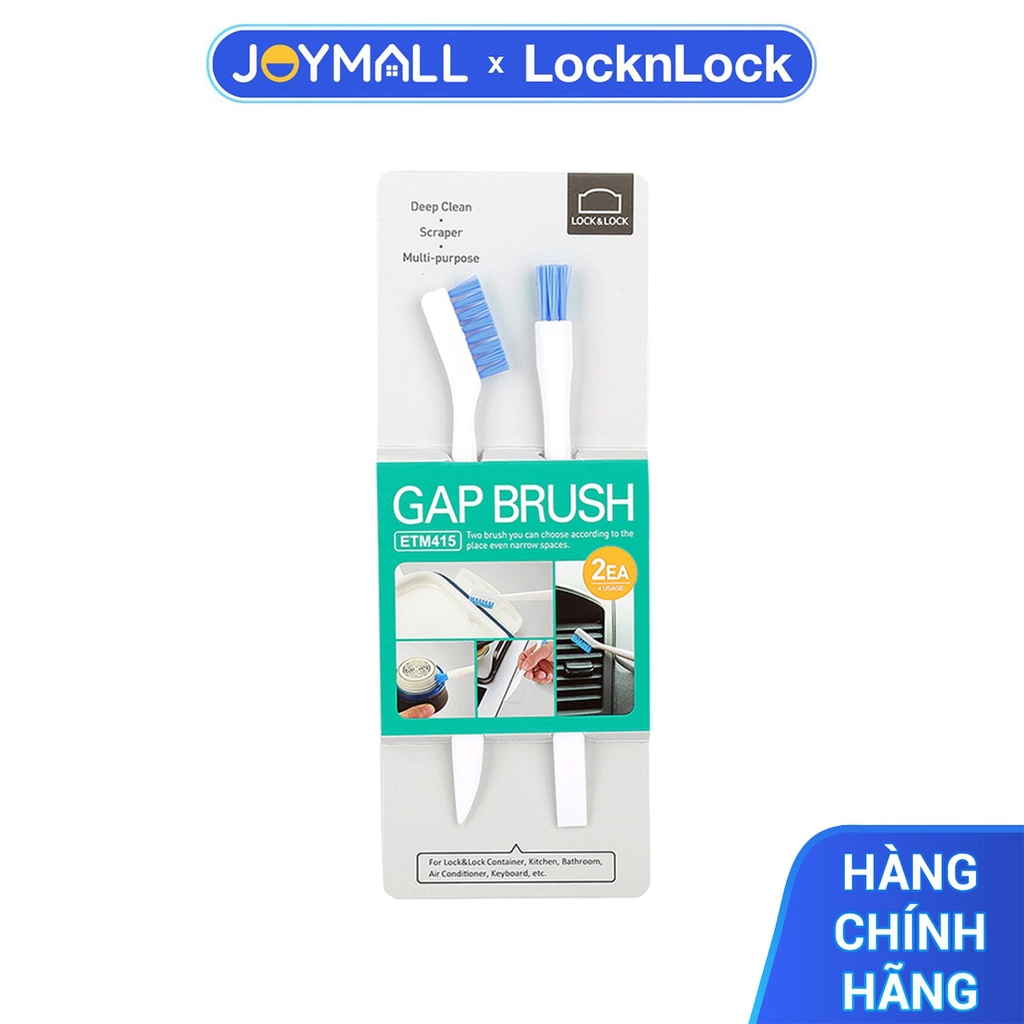 JOYMALL x LocknLock
Deep Clean
•
Scraper
•
Multi-purpose
LOCK&LOCK
GAP BRUSH
ETM415
Two brush you can choose according to the
place even narrow spaces.
2EA
4 USAGE
For Lock&Lock Container, Kitchen, Bathroom,
Air Conditioner, Keyboard, etc.
HÀNG
CHÍNH
HÃNG